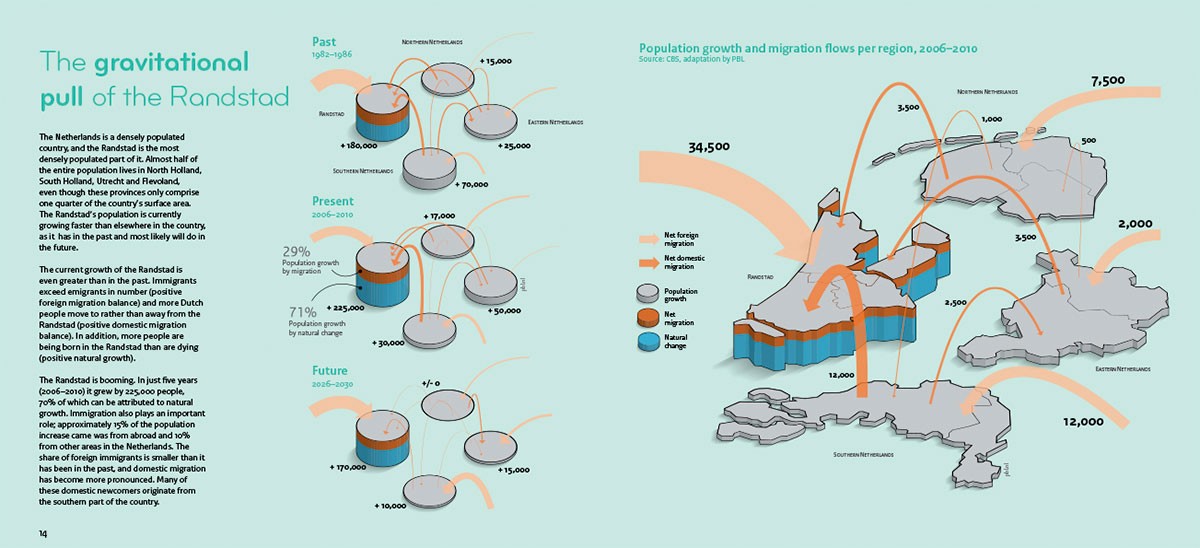 The gravitational
pull of the Randstad
The Netherlands is a densely populated
country, and the Randstad is the most
densely populated part of it. Almost half of
the entire population lives in North Holland,
South Holland, Utrecht and Flevoland,
even though these provinces only comprise
one quarter of the country's surface area.
The Randstad's population is currently
growing faster than elsewhere in the country,
as it has in the past and most likely will do in
the future.
The current growth of the Randstad is
even greater than in the past. Immigrants
exceed emigrants in number (positive
foreign migration balance) and more Dutch
people move to rather than away from the
Randstad (positive domestic migration
balance). In addition, more people are
being born in the Randstad than are dying
(positive natural growth).
The Randstad is booming. In just five years
(2006–2010) it grew by 225,000 people,
70% of which can be attributed to natural
growth. Immigration also plays an important
role; approximately 15% of the population
increase came was from abroad and 10%
from other areas in the Netherlands. The
share of foreign immigrants is smaller than it
has been in the past, and domestic migration
has become more pronounced. Many of
these domestic newcomers originate from
the southern part of the country.
14
Past
1982–1986
Northern Netherlands
+ 15,000
Randstad
Eastern Netherlands
+ 180,000
+ 25,000
Southern Netherlands
+ 70,000
Present
2006–2010
+ 17,000
29%
Population growth
by migration
pbl.nl
71%
Population growth
by natural change
+ 225,000
+ 50,000
+ 30,000
Future
2026–2030
+/- 0
+ 170,000
+ 15,000
+ 10,000
Population growth and migration flows per region, 2006–2010
Source: CBS, adaptation by PBL
7,500
Northern Netherlands
3,500
1,000
34,500
500
2,000
Net foreign
migration
Net domestic
migration
Population
growth
Net
migration
Natural
change
Randstad
3,500
2,500
12,000
Eastern Netherlands
12,000
Southern Netherlands
pbl.nl